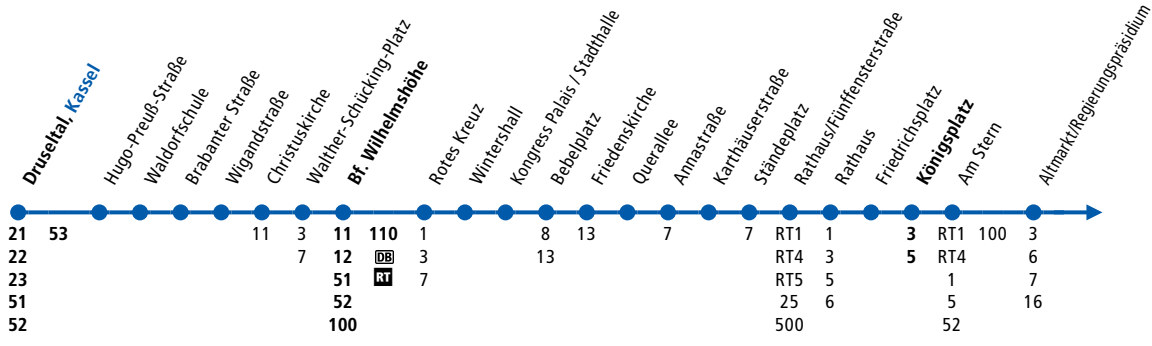 Druseltal, Kassel
Hugo-Preuß-Straße
Waldorfschule
Brabanter Straße
Wigandstraße
Christuskirche
Walther-Schücking-Platz
Bf. Wilhelmshöhe
Rotes Kreuz
Wintershall
Kongress Palais / Stadthalle
Bebelplatz
Friedenskirche
Querallee
Annastraße
Karthäuserstraße
Ständeplatz
Rathaus/Fünffensterstraße
Rathaus
Friedrichsplatz
Königsplatz
Am Stern
Altmarkt/Regierungspräsidium
21 53 11 3 11 110 1 8 13 7 7 RT1 1 3 RT1 100 3
22 7 12 DB 3 13 RT4 3 5 RT4 6
23 51 RT 7 RT5 5 1 7
51 52 25 6 5 16
52 100 500 52